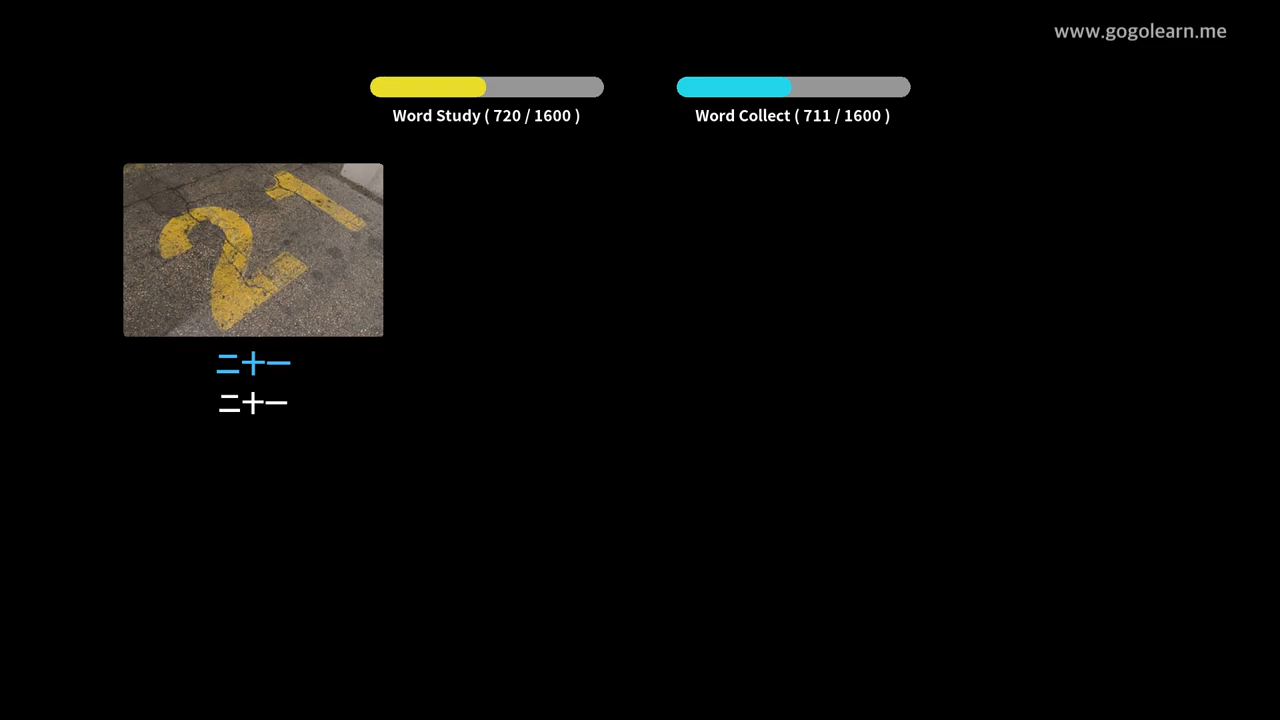 www.gogolearn.me
Word Study ( 720 / 1600 )
Word Collect ( 711 / 1600 )
21
二十一
二十一